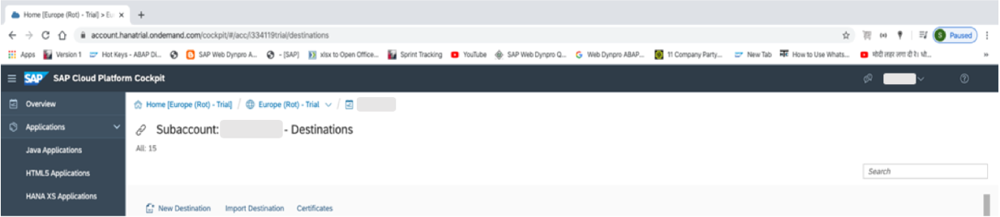 Home [Europe (Rot) - Trial] > Eu
account.hanatrial.ondemand.com/cockpit/#/acc/i334119trial/destinations
Paused
Apps Version 1 Hot Keys - ABAP Di... SAP Web Dynpro A... - [SAP] xlsx to Open Office... Sprint Tracking YouTube SAP Web Dynpro Q... Web Dynpro ABAP... 11 Company Party... New Tab How to Use Whats... »
SAP SAP Cloud Platform Cockpit
Overview
Home [Europe (Rot) - Trial] / Europe (Rot) - Trial /
Applications
Subaccount: - Destinations
Java Applications
All: 15
HTML5 Applications
Search
HANA XS Applications
New Destination Import Destination Certificates